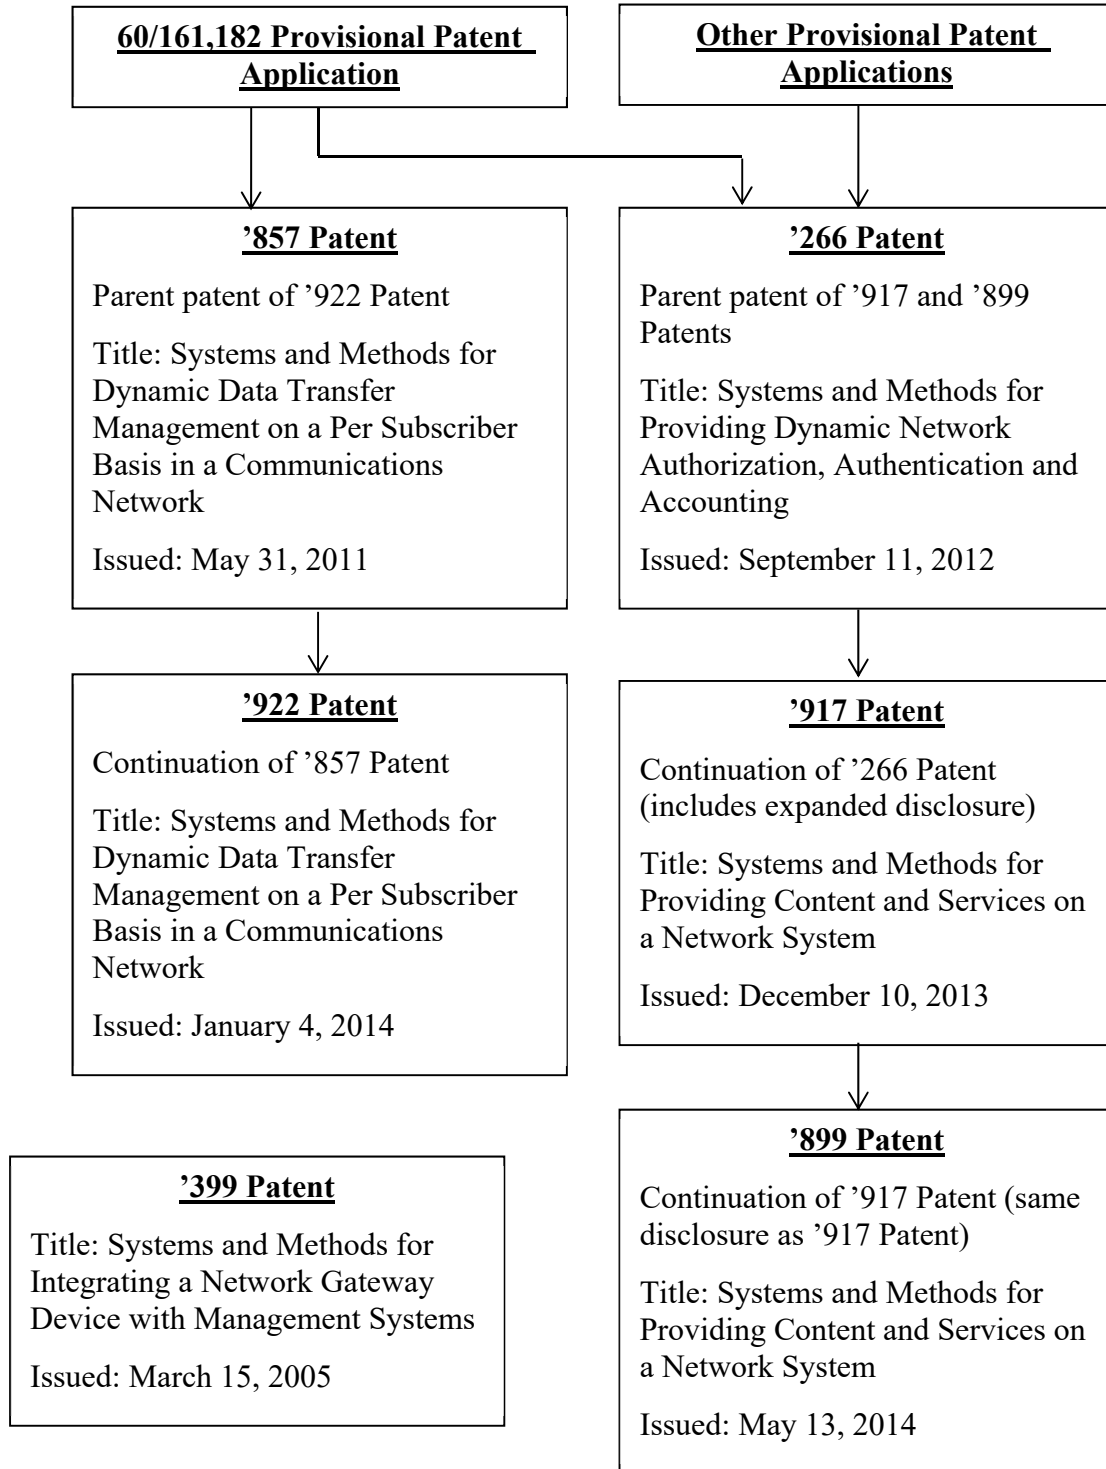 60/161,182 Provisional Patent
Application
Other Provisional Patent
Applications
’857 Patent
Parent patent of ’922 Patent
Title: Systems and Methods for
Dynamic Data Transfer
Management on a Per Subscriber
Basis in a Communications
Network
Issued: May 31, 2011
’266 Patent
Parent patent of ’917 and ’899
Patents
Title: Systems and Methods for
Providing Dynamic Network
Authorization, Authentication and
Accounting
Issued: September 11, 2012
’922 Patent
Continuation of ’857 Patent
Title: Systems and Methods for
Dynamic Data Transfer
Management on a Per Subscriber
Basis in a Communications
Network
Issued: January 4, 2014
’917 Patent
Continuation of ’266 Patent
(includes expanded disclosure)
Title: Systems and Methods for
Providing Content and Services on
a Network System
Issued: December 10, 2013
’399 Patent
Title: Systems and Methods for
Integrating a Network Gateway
Device with Management Systems
Issued: March 15, 2005
’899 Patent
Continuation of ’917 Patent (same
disclosure as ’917 Patent)
Title: Systems and Methods for
Providing Content and Services on
a Network System
Issued: May 13, 2014